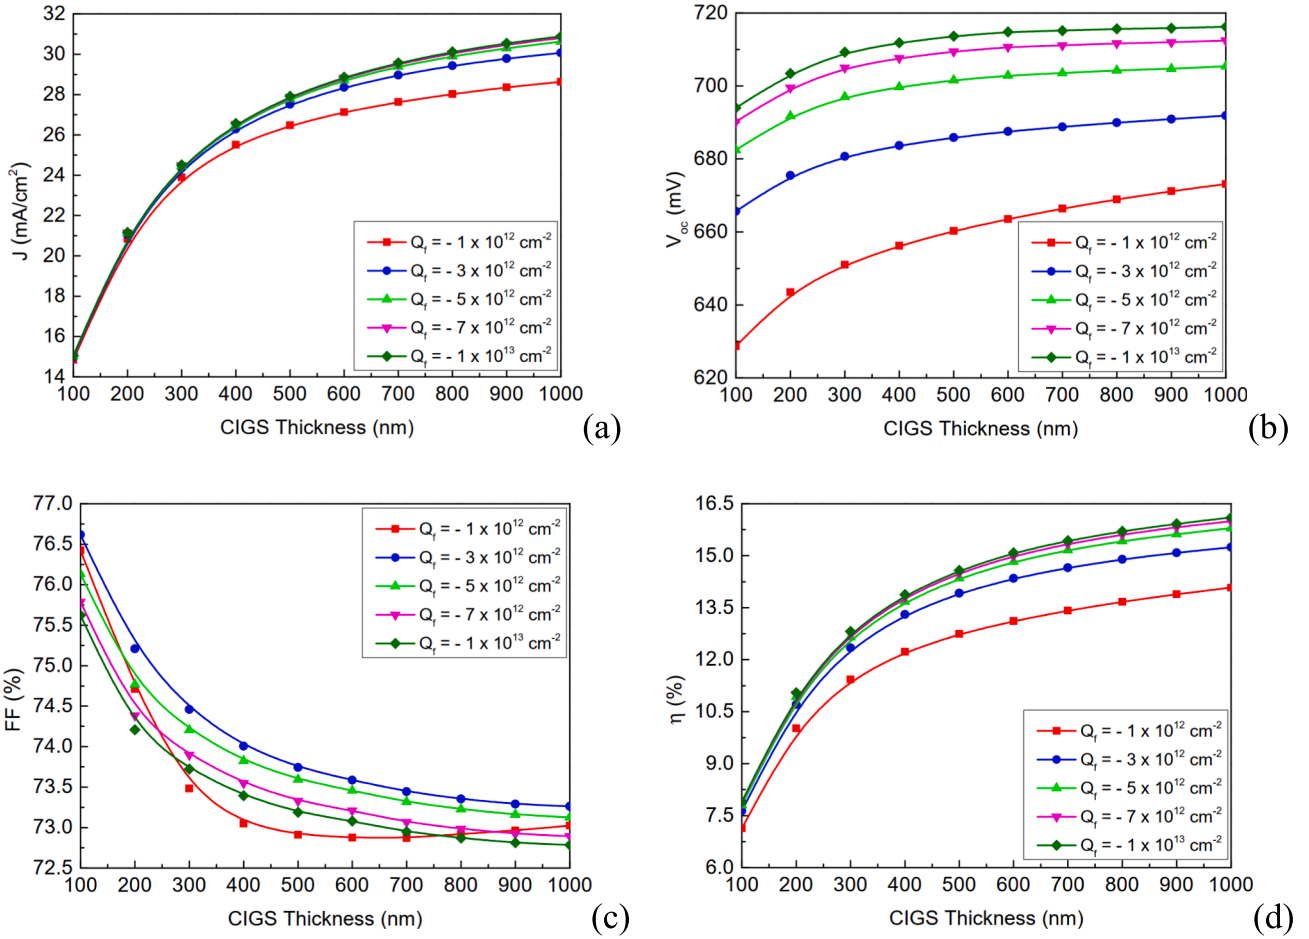 32
30
28
26
24
22
20
18
16
14
J (mA/cm²)
Q_f = - 1 x 10¹² cm⁻²
Q_f = - 3 x 10¹² cm⁻²
Q_f = - 5 x 10¹² cm⁻²
Q_f = - 7 x 10¹² cm⁻²
Q_f = - 1 x 10¹³ cm⁻²
100 200 300 400 500 600 700 800 900 1000
CIGS Thickness (nm)
(a)
720
700
680
660
640
620
V_oc (mV)
Q_f = - 1 x 10¹² cm⁻²
Q_f = - 3 x 10¹² cm⁻²
Q_f = - 5 x 10¹² cm⁻²
Q_f = - 7 x 10¹² cm⁻²
Q_f = - 1 x 10¹³ cm⁻²
100 200 300 400 500 600 700 800 900 1000
CIGS Thickness (nm)
(b)
77.0
76.5
76.0
75.5
75.0
74.5
74.0
73.5
73.0
72.5
FF (%)
Q_f = - 1 x 10¹² cm⁻²
Q_f = - 3 x 10¹² cm⁻²
Q_f = - 5 x 10¹² cm⁻²
Q_f = - 7 x 10¹² cm⁻²
Q_f = - 1 x 10¹³ cm⁻²
100 200 300 400 500 600 700 800 900 1000
CIGS Thickness (nm)
(c)
16.5
15.0
13.5
12.0
10.5
9.0
7.5
6.0
η (%)
Q_f = - 1 x 10¹² cm⁻²
Q_f = - 3 x 10¹² cm⁻²
Q_f = - 5 x 10¹² cm⁻²
Q_f = - 7 x 10¹² cm⁻²
Q_f = - 1 x 10¹³ cm⁻²
100 200 300 400 500 600 700 800 900 1000
CIGS Thickness (nm)
(d)